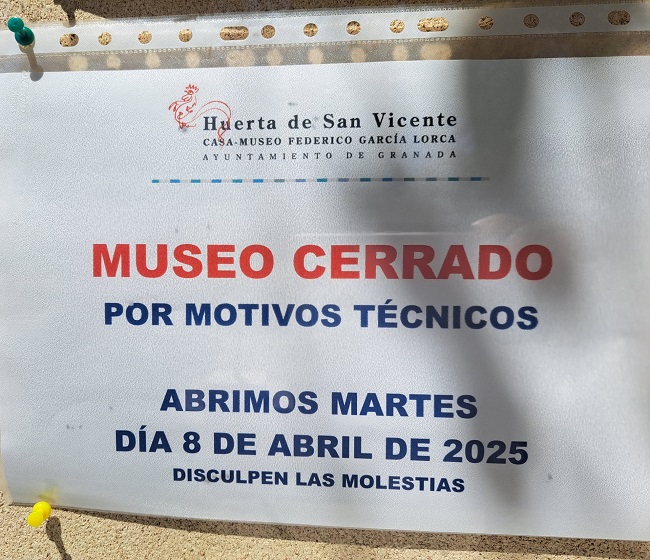 Huerta de San Vicente
CASA-MUSEO FEDERICO GARCÍA LORCA
AYUNTAMIENTO DE GRANADA
MUSEO CERRADO
POR MOTIVOS TÉCNICOS
ABRIMOS MARTES
DÍA 8 DE ABRIL DE 2025
DISCULPEN LAS MOLESTIAS